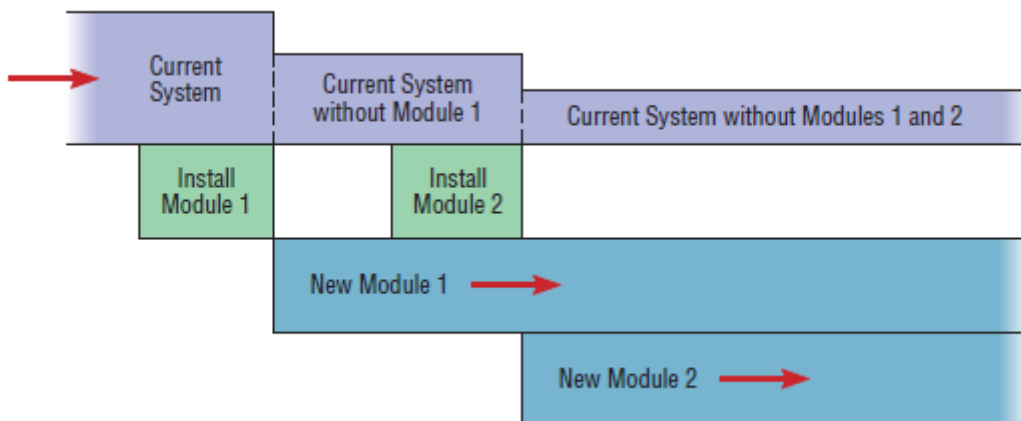 Current
System
Current System
without Module 1
Current System without Modules 1 and 2
Install
Module 1
Install
Module 2
New Module 1
New Module 2